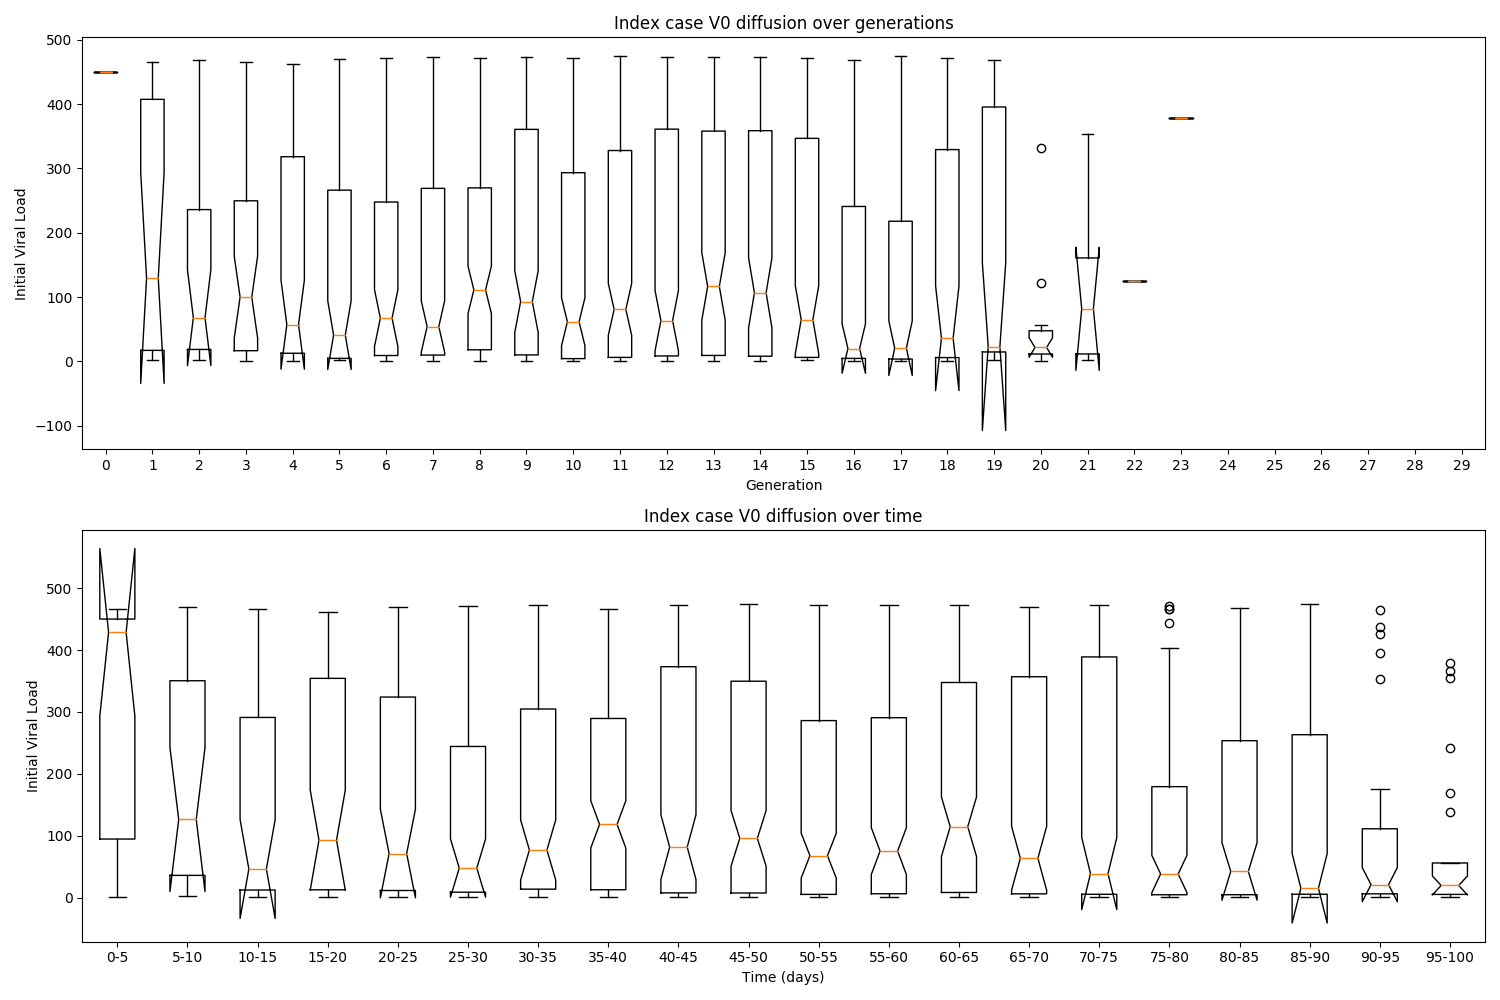 Index case V0 diffusion over generations
500
400
300
200
100
0
−100
Initial Viral Load
0 1 2 3 4 5 6 7 8 9 10 11 12 13 14 15 16 17 18 19 20 21 22 23 24 25 26 27 28 29
Generation
Index case V0 diffusion over time
500
400
300
200
100
0
Initial Viral Load
0-5 5-10 10-15 15-20 20-25 25-30 30-35 35-40 40-45 45-50 50-55 55-60 60-65 65-70 70-75 75-80 80-85 85-90 90-95 95-100
Time (days)